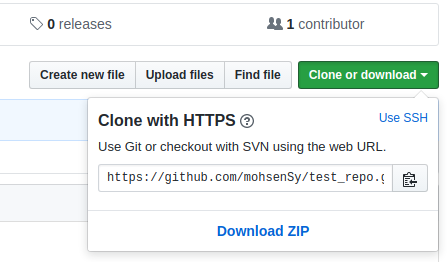 0 releases
1 contributor
Create new file
Upload files
Find file
Clone or download
Clone with HTTPS
Use SSH
Use Git or checkout with SVN using the web URL.
https://github.com/mohsenSy/test_repo.g
Download ZIP